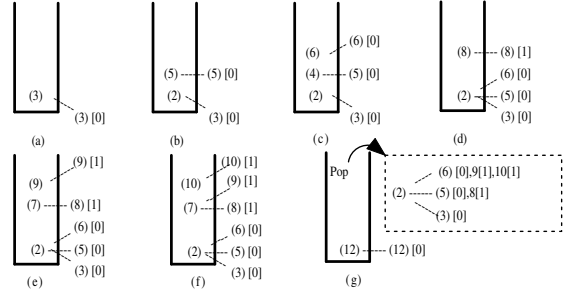 (3)
(3) [0]
(a)
(5) (5) [0]
(2)
(3) [0]
(b)
(6) [0]
(6)
(4) (5) [0]
(2)
(3) [0]
(c)
(8) (8) [1]
(6) [0]
(2) (5) [0]
(3) [0]
(d)
(9) [1]
(9)
(7) (8) [1]
(6) [0]
(2) (5) [0]
(3) [0]
(e)
(10) [1]
(10) (9) [1]
(7) (8) [1]
(6) [0]
(2) (5) [0]
(3) [0]
(f)
Pop
(6) [0],9[1],10[1]
(2) (5) [0],8[1]
(3) [0]
(12) (12) [0]
(g)